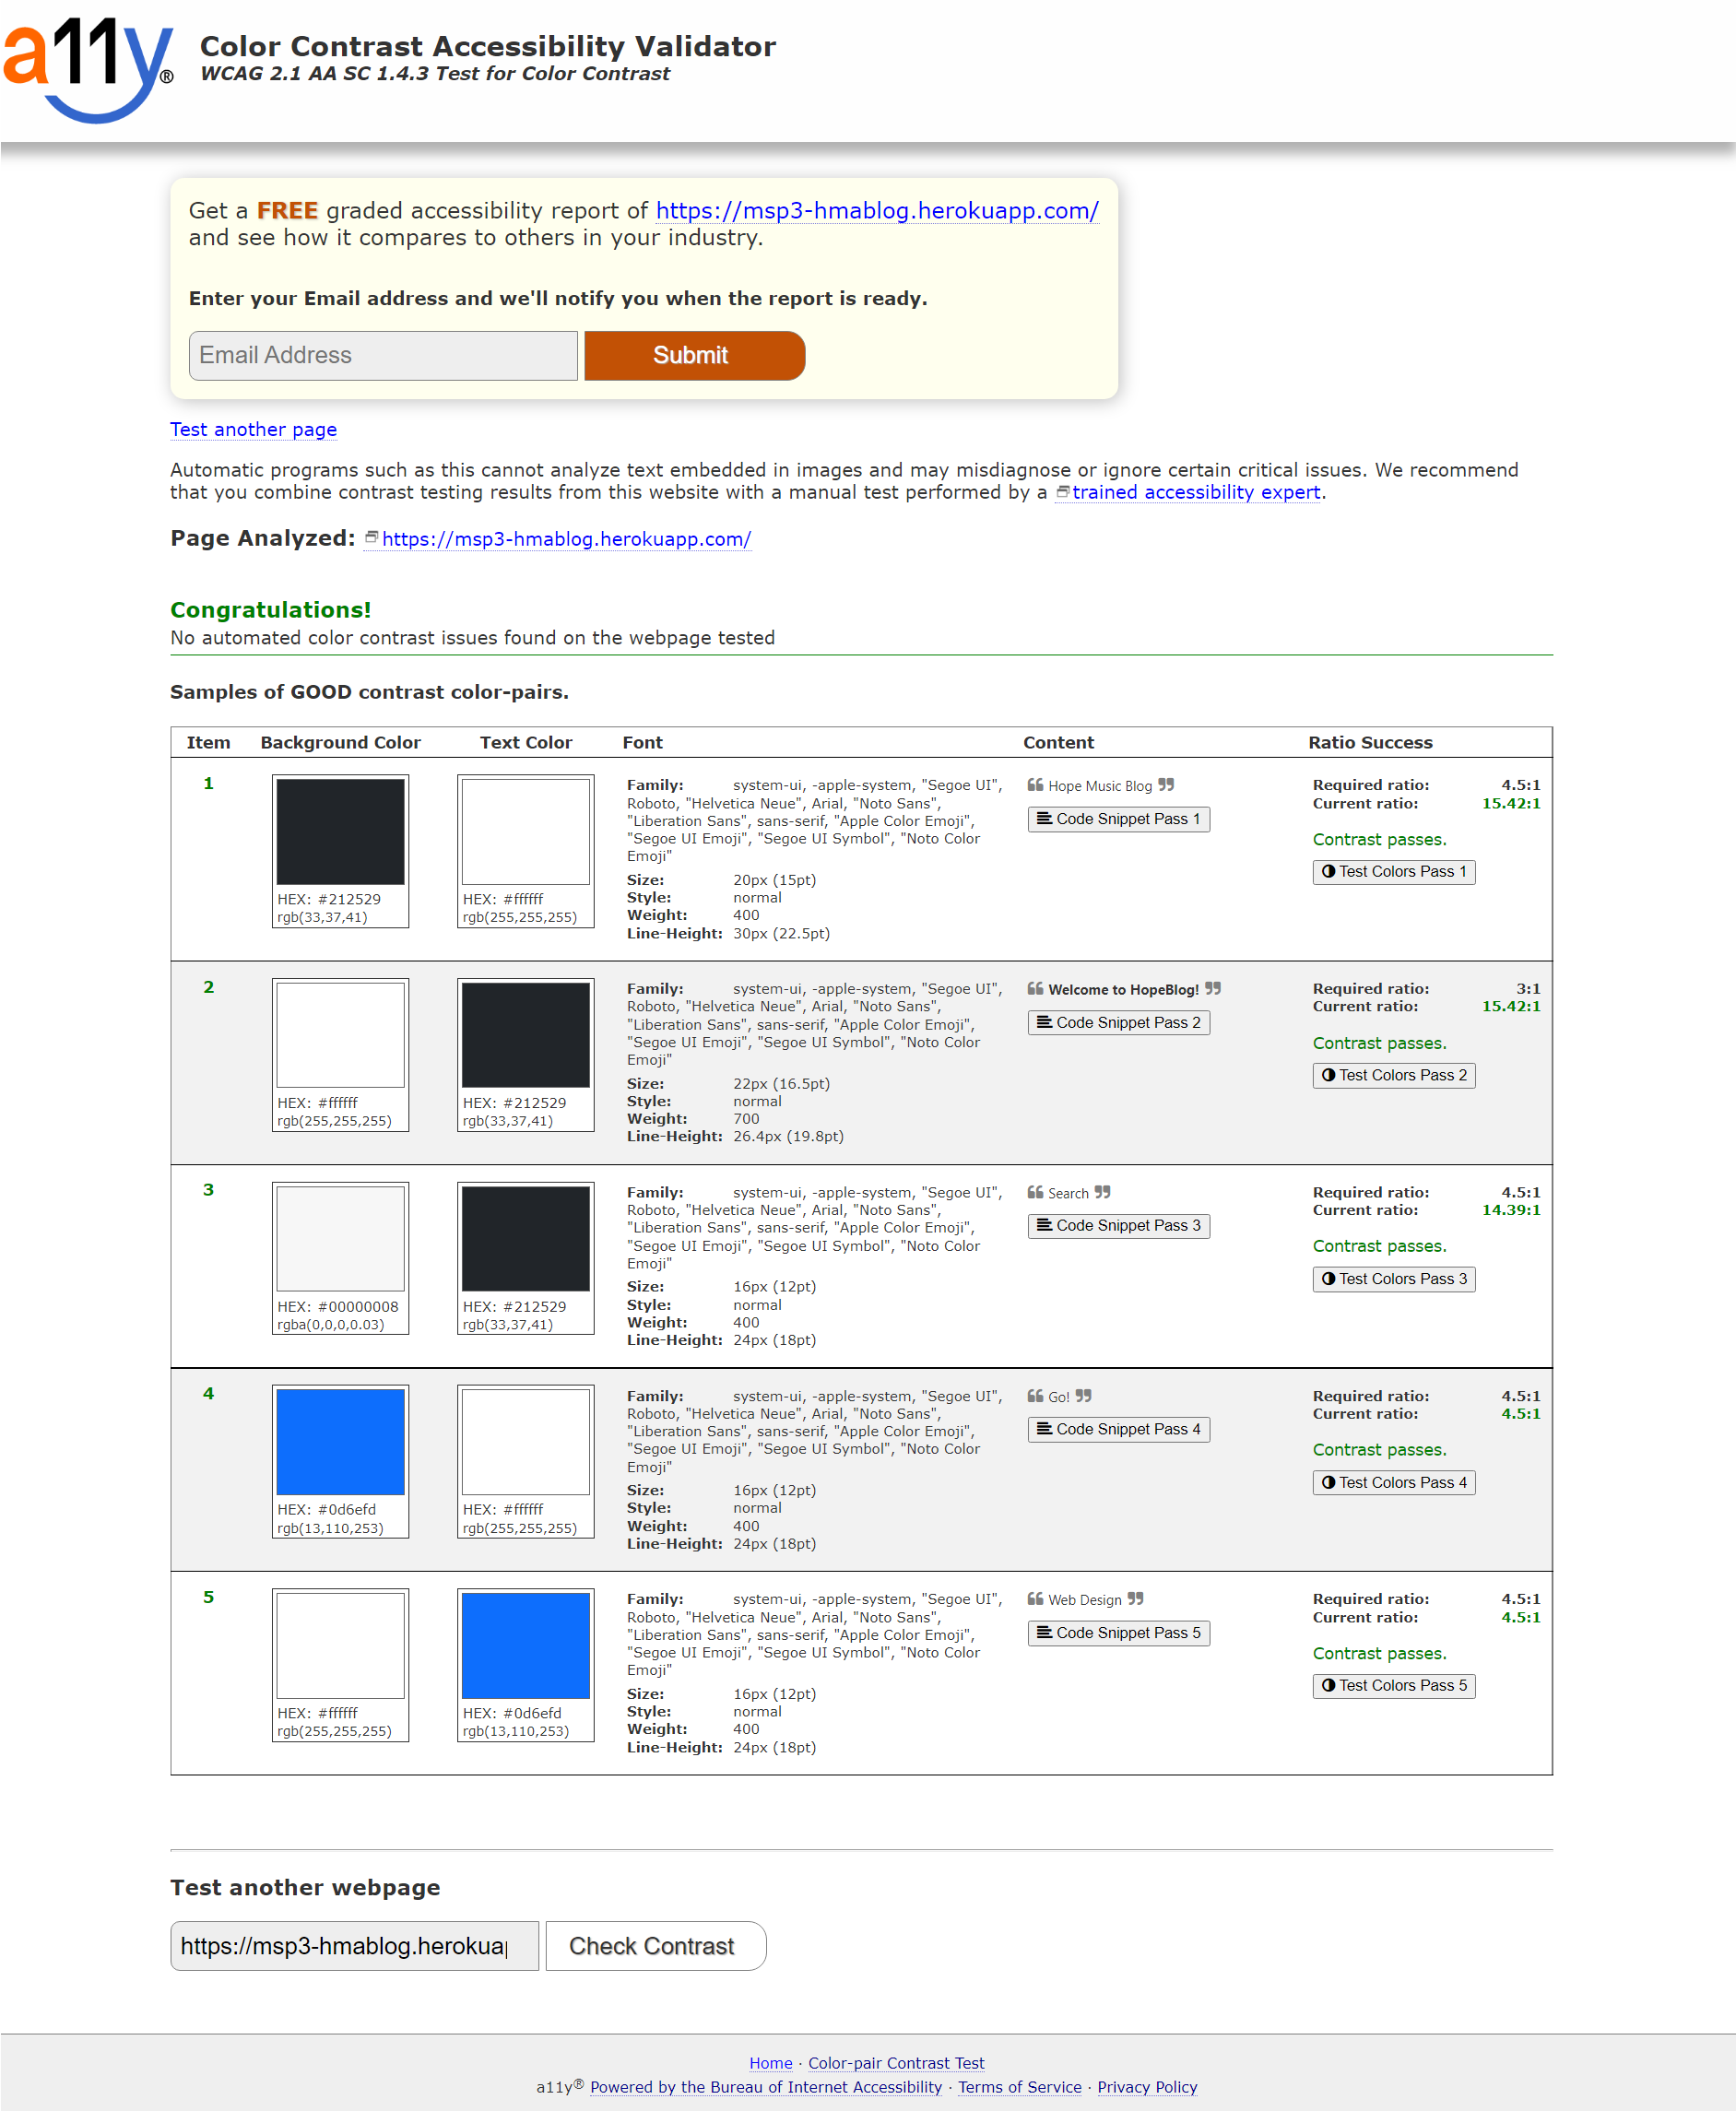 a11y®
Color Contrast Accessibility Validator
WCAG 2.1 AA SC 1.4.3 Test for Color Contrast
Get a FREE graded accessibility report of https://msp3-hmablog.herokuapp.com/
and see how it compares to others in your industry.
Enter your Email address and we'll notify you when the report is ready.
Email Address
Submit
Test another page
Automatic programs such as this cannot analyze text embedded in images and may misdiagnose or ignore certain critical issues. We recommend
that you combine contrast testing results from this website with a manual test performed by a trained accessibility expert.
Page Analyzed: https://msp3-hmablog.herokuapp.com/
Congratulations!
No automated color contrast issues found on the webpage tested
Samples of GOOD contrast color-pairs.
Item Background Color Text Color Font Content Ratio Success
1
HEX: #212529
rgb(33,37,41)
HEX: #ffffff
rgb(255,255,255)
Family: system-ui, -apple-system, "Segoe UI",
Roboto, "Helvetica Neue", Arial, "Noto Sans",
"Liberation Sans", sans-serif, "Apple Color Emoji",
"Segoe UI Emoji", "Segoe UI Symbol", "Noto Color
Emoji"
Size: 20px (15pt)
Style: normal
Weight: 400
Line-Height: 30px (22.5pt)
❝ Hope Music Blog ❞
Code Snippet Pass 1
Required ratio: 4.5:1
Current ratio: 15.42:1
Contrast passes.
Test Colors Pass 1
2
HEX: #ffffff
rgb(255,255,255)
HEX: #212529
rgb(33,37,41)
Family: system-ui, -apple-system, "Segoe UI",
Roboto, "Helvetica Neue", Arial, "Noto Sans",
"Liberation Sans", sans-serif, "Apple Color Emoji",
"Segoe UI Emoji", "Segoe UI Symbol", "Noto Color
Emoji"
Size: 22px (16.5pt)
Style: normal
Weight: 700
Line-Height: 26.4px (19.8pt)
❝ Welcome to HopeBlog! ❞
Code Snippet Pass 2
Required ratio: 3:1
Current ratio: 15.42:1
Contrast passes.
Test Colors Pass 2
3
HEX: #00000008
rgba(0,0,0,0.03)
HEX: #212529
rgb(33,37,41)
Family: system-ui, -apple-system, "Segoe UI",
Roboto, "Helvetica Neue", Arial, "Noto Sans",
"Liberation Sans", sans-serif, "Apple Color Emoji",
"Segoe UI Emoji", "Segoe UI Symbol", "Noto Color
Emoji"
Size: 16px (12pt)
Style: normal
Weight: 400
Line-Height: 24px (18pt)
❝ Search ❞
Code Snippet Pass 3
Required ratio: 4.5:1
Current ratio: 14.39:1
Contrast passes.
Test Colors Pass 3
4
HEX: #0d6efd
rgb(13,110,253)
HEX: #ffffff
rgb(255,255,255)
Family: system-ui, -apple-system, "Segoe UI",
Roboto, "Helvetica Neue", Arial, "Noto Sans",
"Liberation Sans", sans-serif, "Apple Color Emoji",
"Segoe UI Emoji", "Segoe UI Symbol", "Noto Color
Emoji"
Size: 16px (12pt)
Style: normal
Weight: 400
Line-Height: 24px (18pt)
❝ Go! ❞
Code Snippet Pass 4
Required ratio: 4.5:1
Current ratio: 4.5:1
Contrast passes.
Test Colors Pass 4
5
HEX: #ffffff
rgb(255,255,255)
HEX: #0d6efd
rgb(13,110,253)
Family: system-ui, -apple-system, "Segoe UI",
Roboto, "Helvetica Neue", Arial, "Noto Sans",
"Liberation Sans", sans-serif, "Apple Color Emoji",
"Segoe UI Emoji", "Segoe UI Symbol", "Noto Color
Emoji"
Size: 16px (12pt)
Style: normal
Weight: 400
Line-Height: 24px (18pt)
❝ Web Design ❞
Code Snippet Pass 5
Required ratio: 4.5:1
Current ratio: 4.5:1
Contrast passes.
Test Colors Pass 5
Test another webpage
https://msp3-hmablog.herokuap
Check Contrast
Home · Color-pair Contrast Test
a11y® Powered by the Bureau of Internet Accessibility · Terms of Service · Privacy Policy